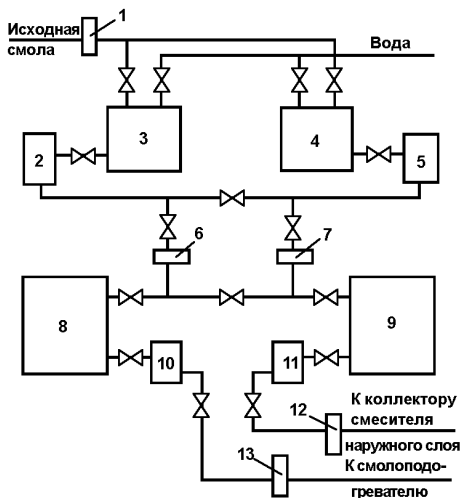 Исходная
смола
1
Вода
3
4
2
5
6
7
8
9
10
11
К коллектору
12
смесителя
наружного слоя
13
К смолоподо-
гревателю